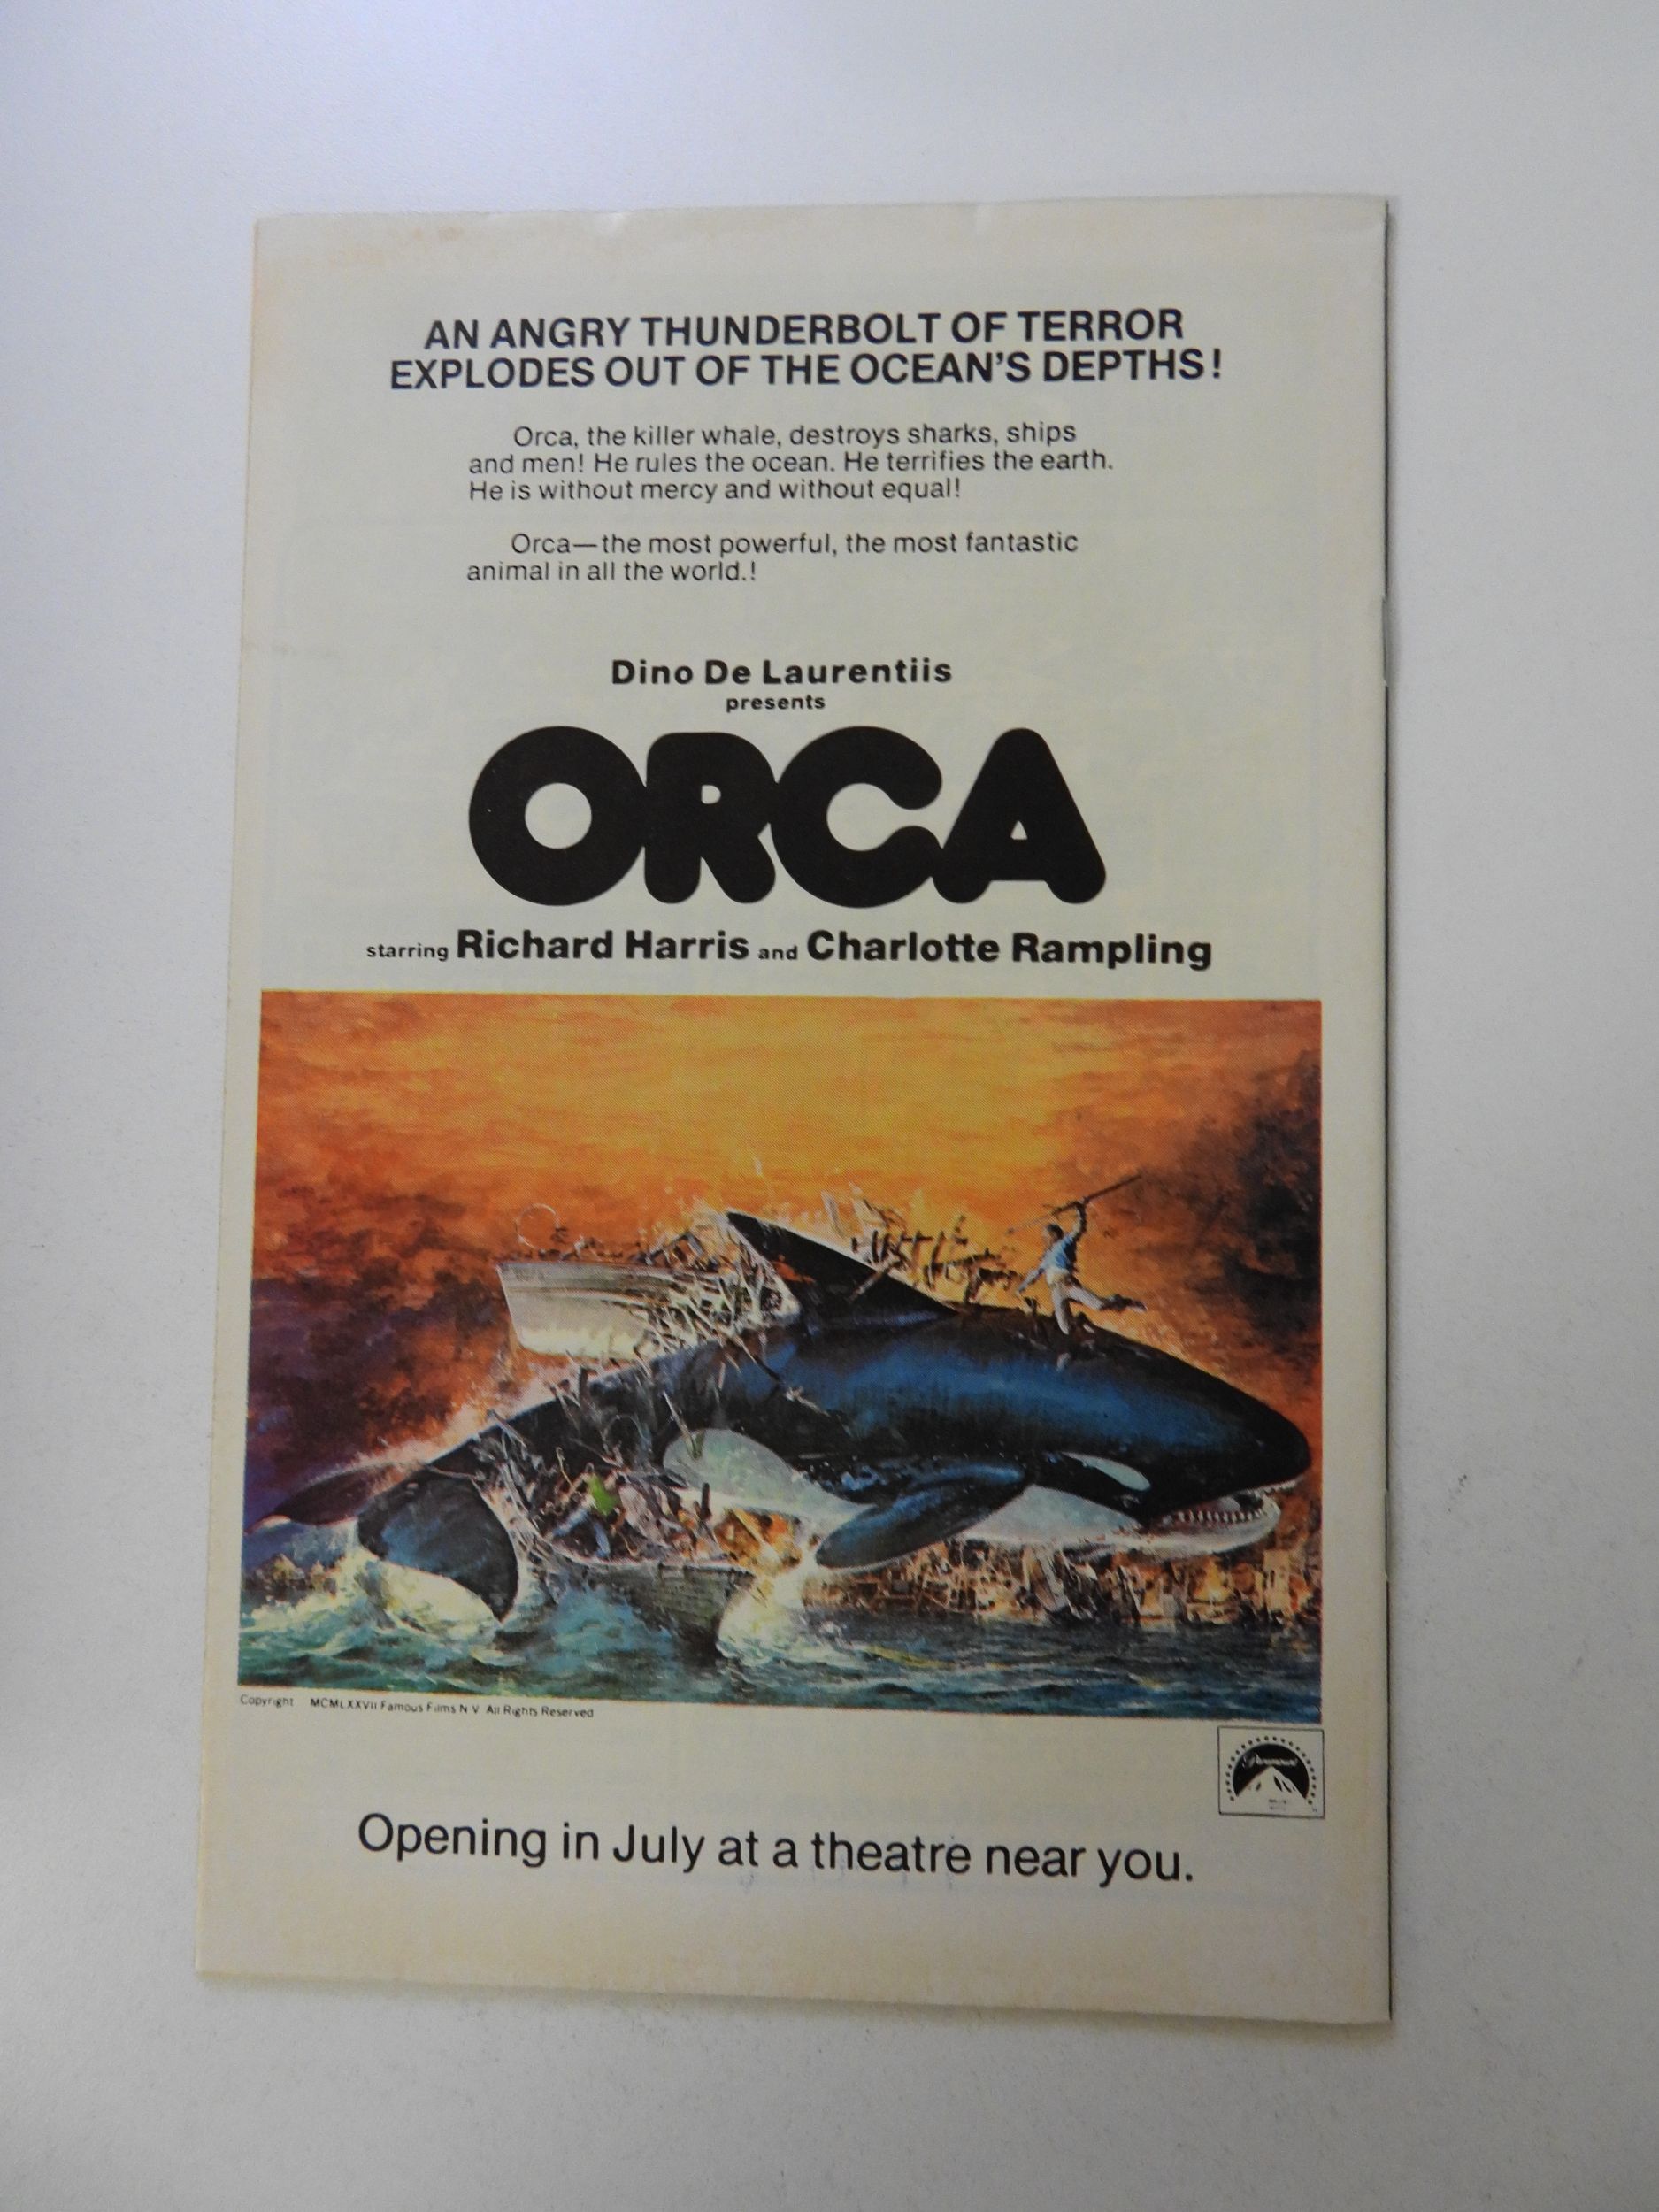 AN ANGRY THUNDERBOLT OF TERROR
EXPLODES OUT OF THE OCEAN'S DEPTHS!
Orca, the killer whale, destroys sharks, ships
and men! He rules the ocean. He terrifies the earth.
He is without mercy and without equal!
Orca—the most powerful, the most fantastic
animal in all the world.!
Dino De Laurentiis
presents
ORCA
starring Richard Harris and Charlotte Rampling
Copyright MCMLXXVII Famous Films N V All Rights Reserved
Paramount
Opening in July at a theatre near you.